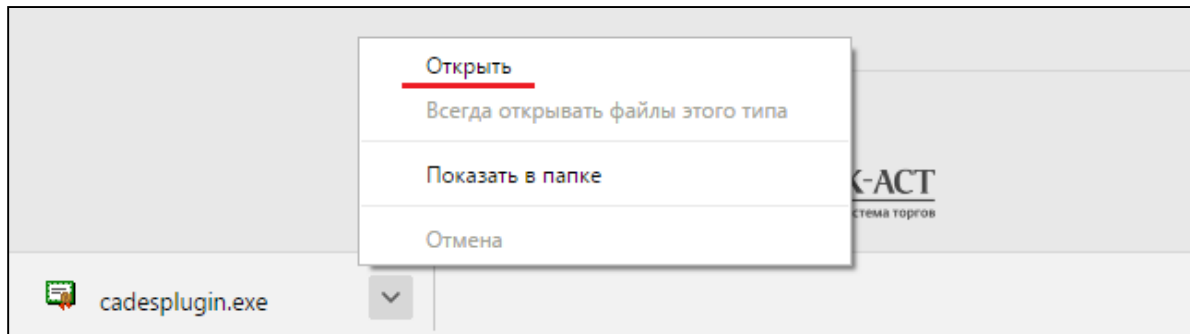 Открыть
Всегда открывать файлы этого типа
Показать в папке
К-АСТ
стема торгов
Отмена
cadesplugin.exe